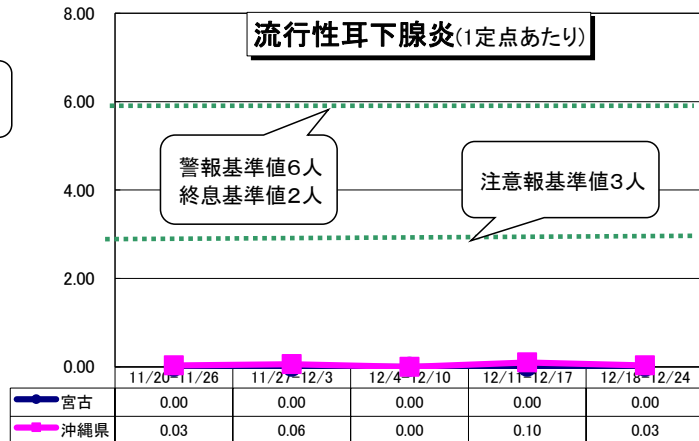 流行性耳下腺炎(1定点あたり)
8.00
6.00
警報基準値6人
終息基準値2人
注意報基準値3人
4.00
2.00
0.00
11/20-11/26 11/27-12/3 12/4-12/10 12/11-12/17 12/18-12/24
宮古 0.00 0.00 0.00 0.00 0.00
沖縄県 0.03 0.06 0.00 0.10 0.03